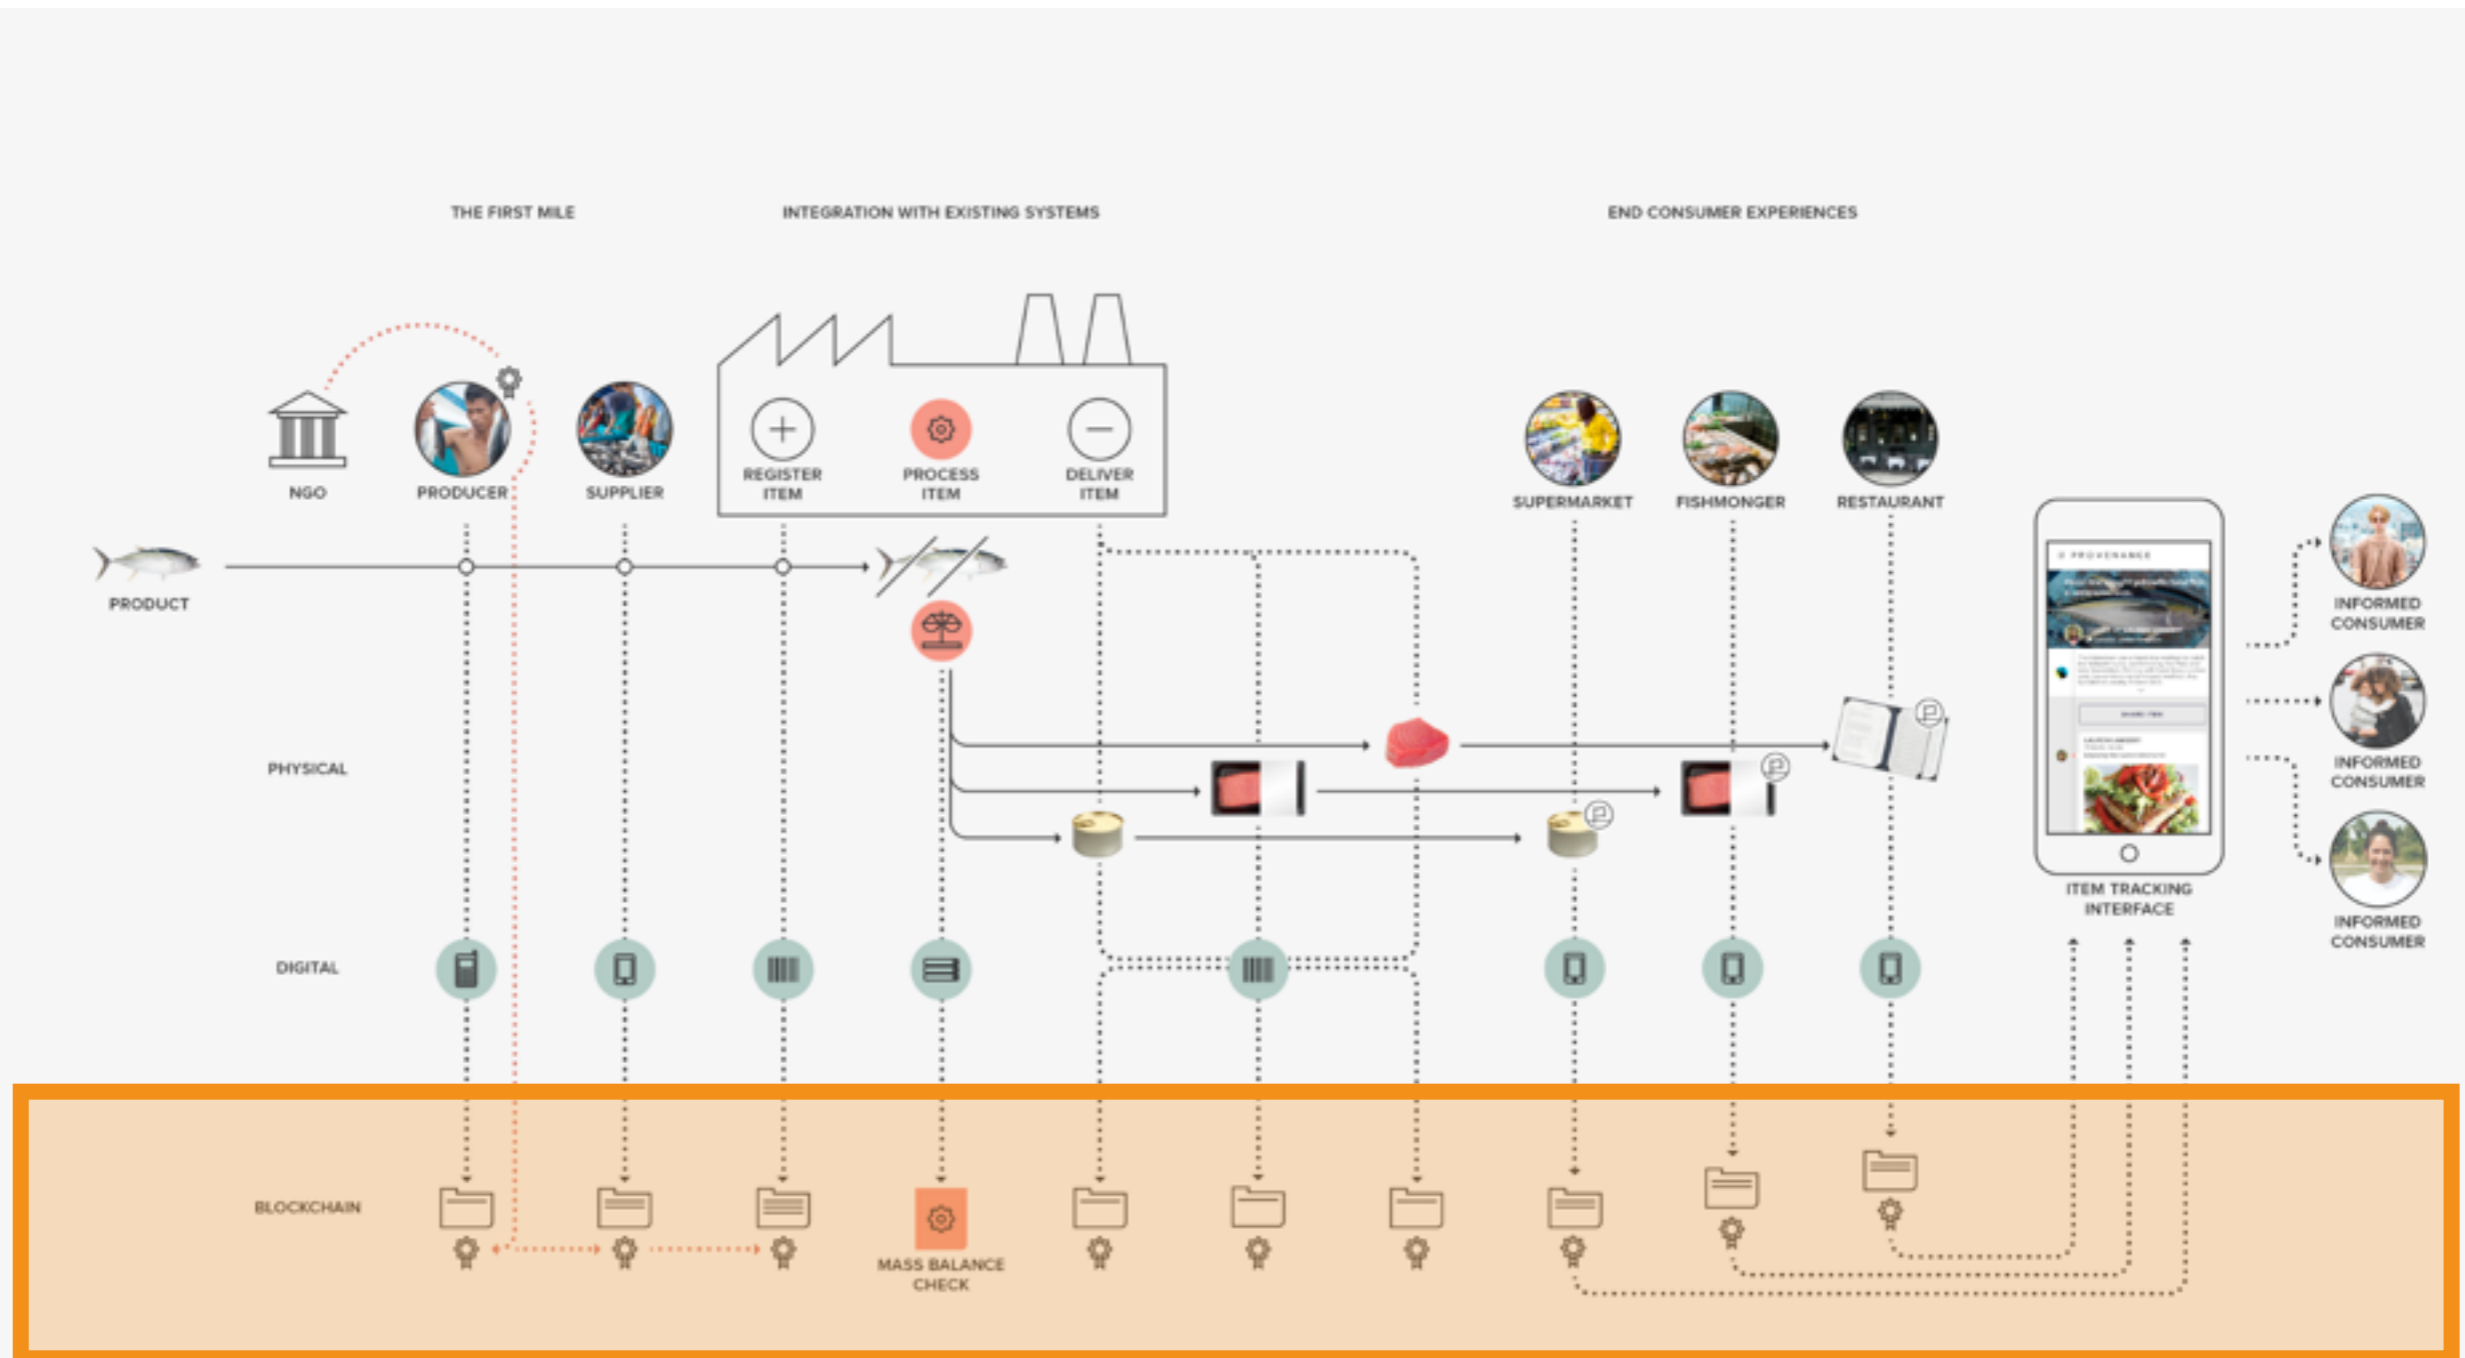 THE FIRST MILE
INTEGRATION WITH EXISTING SYSTEMS
END CONSUMER EXPERIENCES
NGO
PRODUCER
SUPPLIER
REGISTER
ITEM
PROCESS
ITEM
DELIVER
ITEM
SUPERMARKET
FISHMONGER
RESTAURANT
PRODUCT
PROVENANCE
INFORMED
CONSUMER
INFORMED
CONSUMER
INFORMED
CONSUMER
ITEM TRACKING
INTERFACE
PHYSICAL
DIGITAL
BLOCKCHAIN
MASS BALANCE
CHECK